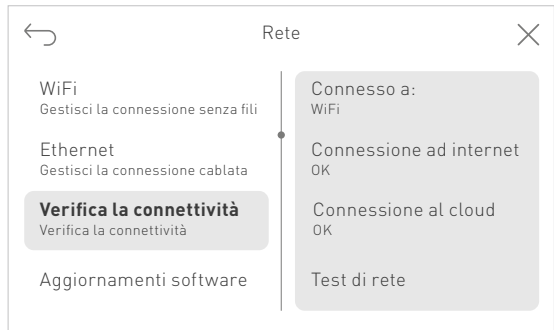 Rete
WiFi
Gestisci la connessione senza fili
Ethernet
Gestisci la connessione cablata
Verifica la connettività
Verifica la connettività
Aggiornamenti software
Connesso a:
WiFi
Connessione ad internet
OK
Connessione al cloud
OK
Test di rete